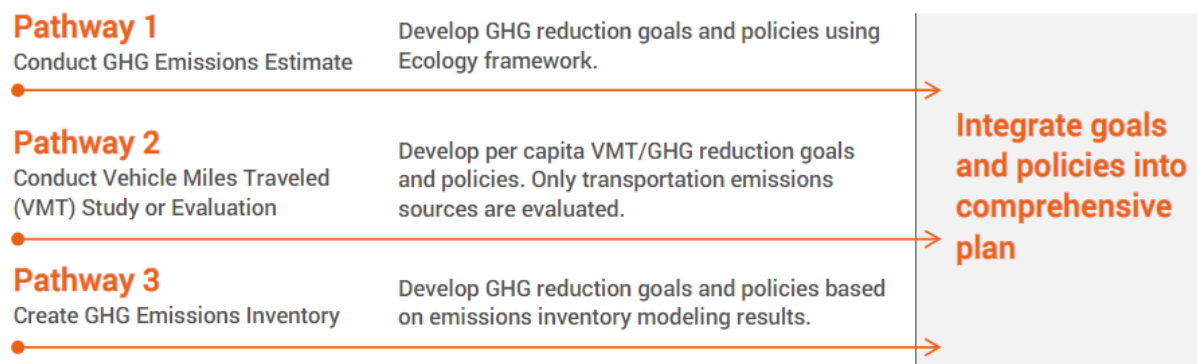 Pathway 1
Conduct GHG Emissions Estimate
Develop GHG reduction goals and policies using
Ecology framework.
Pathway 2
Conduct Vehicle Miles Traveled
(VMT) Study or Evaluation
Develop per capita VMT/GHG reduction goals
and policies. Only transportation emissions
sources are evaluated.
Pathway 3
Create GHG Emissions Inventory
Develop GHG reduction goals and policies based
on emissions inventory modeling results.
Integrate goals
and policies into
comprehensive
plan